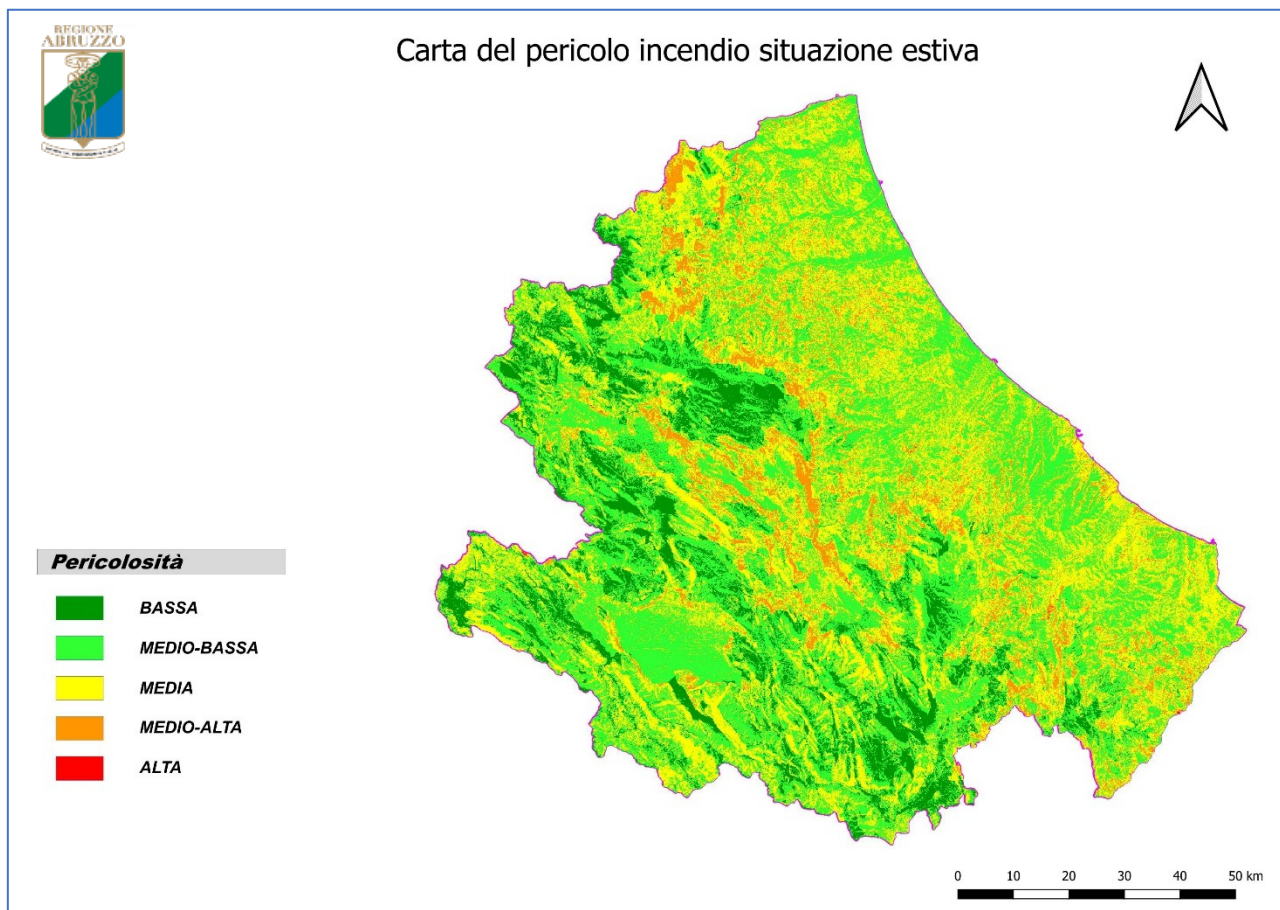 REGIONE
ABRUZZO
Carta del pericolo incendio situazione estiva
Pericolosità
BASSA
MEDIO-BASSA
MEDIA
MEDIO-ALTA
ALTA
0 10 20 30 40 50 km